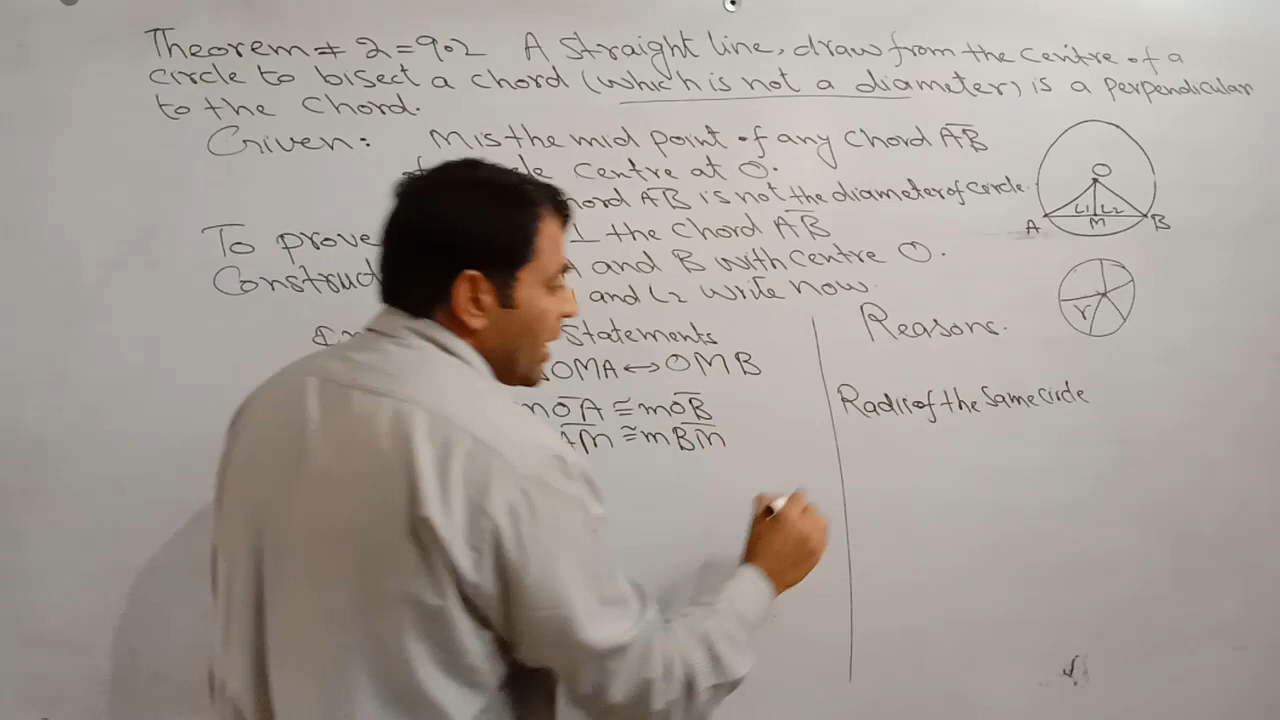 Theorem # 2=9.2 A straight line, draw from the centre of a
circle to bisect a chord (which is not a diameter) is a perpendicular
to the chord.
Given: M is the mid point of any chord AB
centre at O.
hord AB is not the diameter of circle.
To prove ⊥ the chord AB
Construc A and B with centre O.
and ∠2 write now.
Statements Reasons.
OMA ↔ OMB
mOA ≅ mOB Radii of the same circle
AM ≅ mBM
O
∠1 ∠2
A M B
r